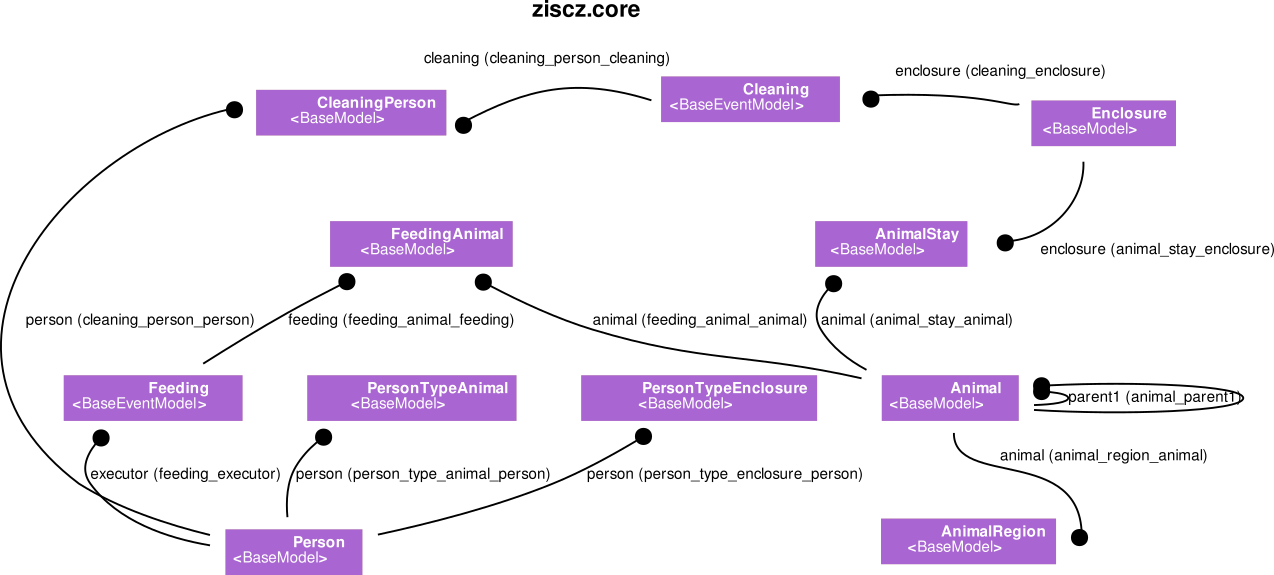 ziscz.core
cleaning (cleaning_person_cleaning)
enclosure (cleaning_enclosure)
Cleaning
<BaseEventModel>
CleaningPerson
<BaseModel>
Enclosure
<BaseModel>
FeedingAnimal
<BaseModel>
AnimalStay
<BaseModel>
enclosure (animal_stay_enclosure)
person (cleaning_person_person)
feeding (feeding_animal_feeding)
animal (feeding_animal_animal)
animal (animal_stay_animal)
Feeding
<BaseEventModel>
PersonTypeAnimal
<BaseModel>
PersonTypeEnclosure
<BaseModel>
Animal
<BaseModel>
parent1 (animal_parent1)
animal (animal_region_animal)
executor (feeding_executor)
person (person_type_animal_person)
person (person_type_enclosure_person)
Person
<BaseModel>
AnimalRegion
<BaseModel>